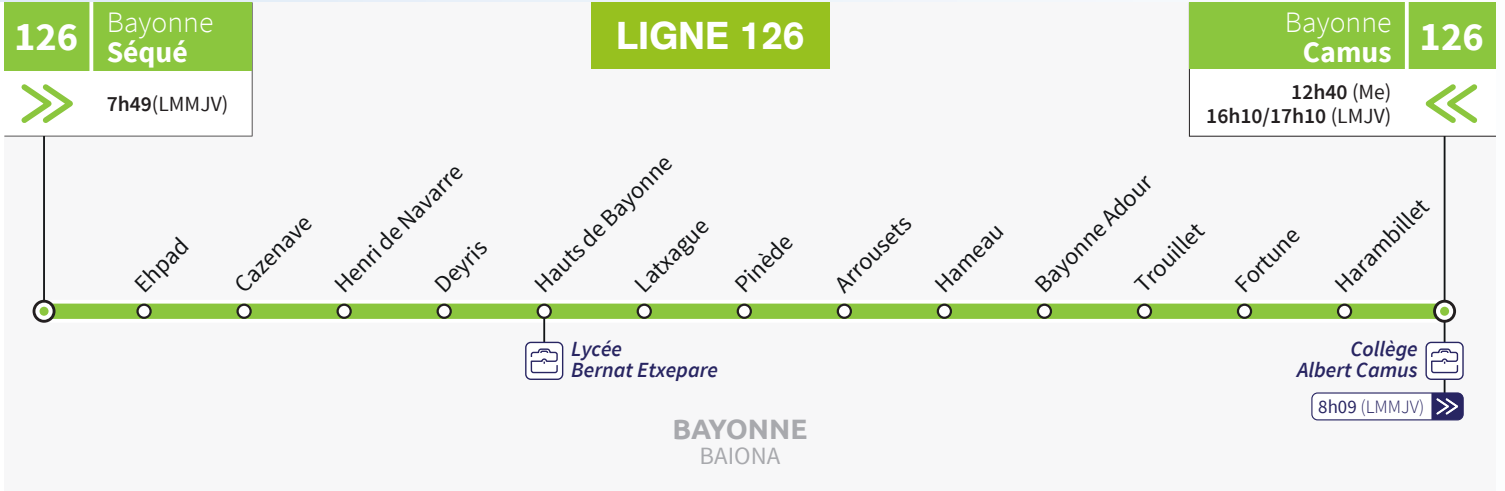 126
Bayonne
Séqué
7h49(LMMJV)
LIGNE 126
Bayonne
Camus
126
12h40 (Me)
16h10/17h10 (LMJV)
Ehpad
Cazenave
Henri de Navarre
Deyris
Hauts de Bayonne
Latxague
Pinède
Arrousets
Hameau
Bayonne Adour
Trouillet
Fortune
Harambillet
Lycée
Bernat Etxepare
Collège
Albert Camus
8h09 (LMMJV)
BAYONNE
BAIONA